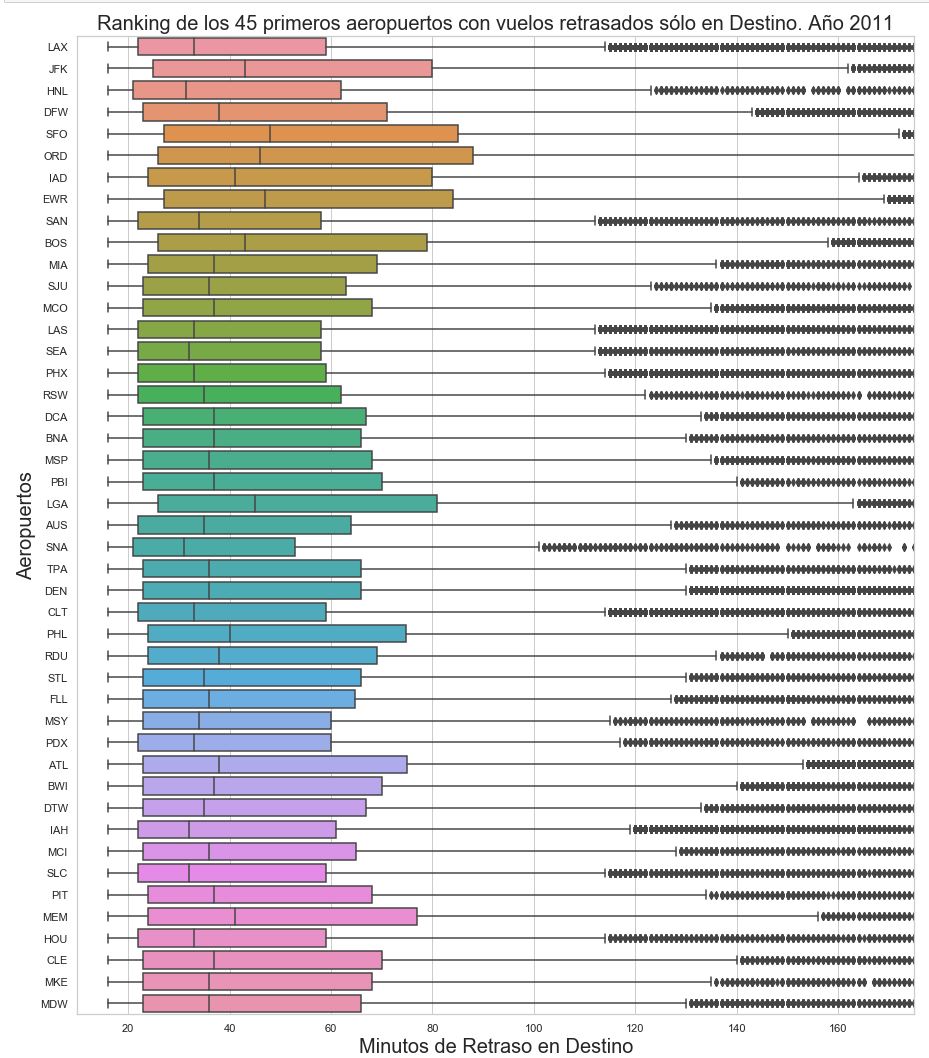 Ranking de los 45 primeros aeropuertos con vuelos retrasados sólo en Destino. Año 2011
LAX
JFK
HNL
DFW
SFO
ORD
IAD
EWR
SAN
BOS
MIA
SJU
MCO
LAS
SEA
PHX
RSW
DCA
BNA
MSP
PBI
LGA
AUS
SNA
TPA
DEN
CLT
PHL
RDU
STL
FLL
MSY
PDX
ATL
BWI
DTW
IAH
MCI
SLC
PIT
MEM
HOU
CLE
MKE
MDW
Aeropuertos
20 40 60 80 100 120 140 160
Minutos de Retraso en Destino